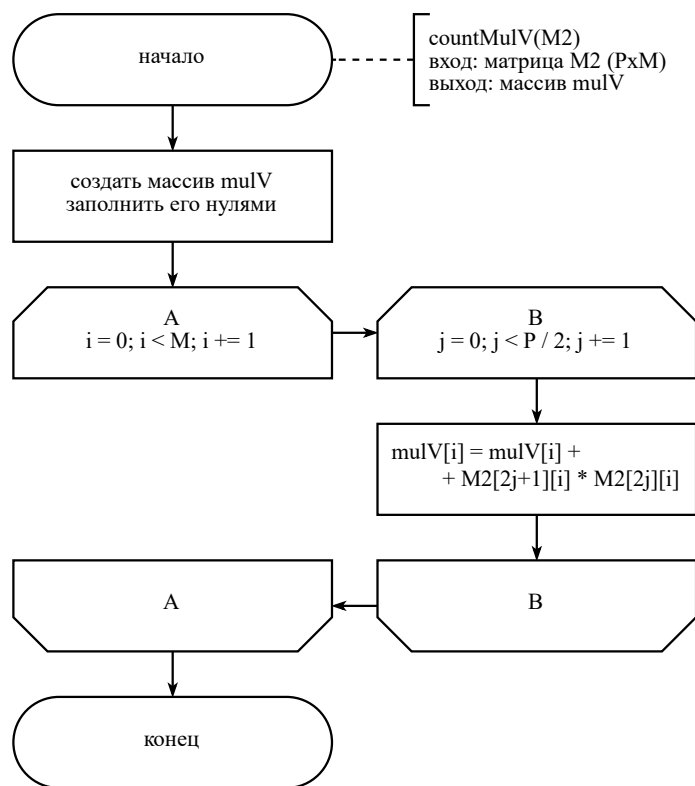 начало
countMulV(M2)
вход: матрица M2 (PxM)
выход: массив mulV
создать массив mulV
заполнить его нулями
A
i = 0; i < M; i += 1
B
j = 0; j < P / 2; j += 1
mulV[i] = mulV[i] +
+ M2[2j+1][i] * M2[2j][i]
A
B
конец